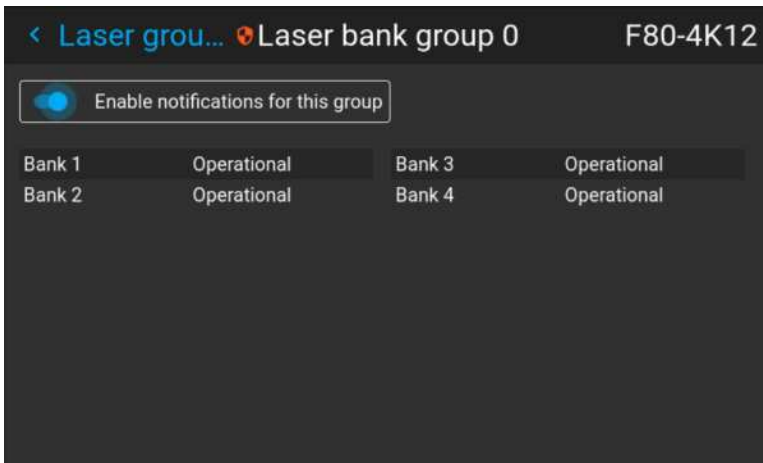 < Laser grou... Laser bank group 0 F80-4K12
Enable notifications for this group
Bank 1 Operational Bank 3 Operational
Bank 2 Operational Bank 4 Operational